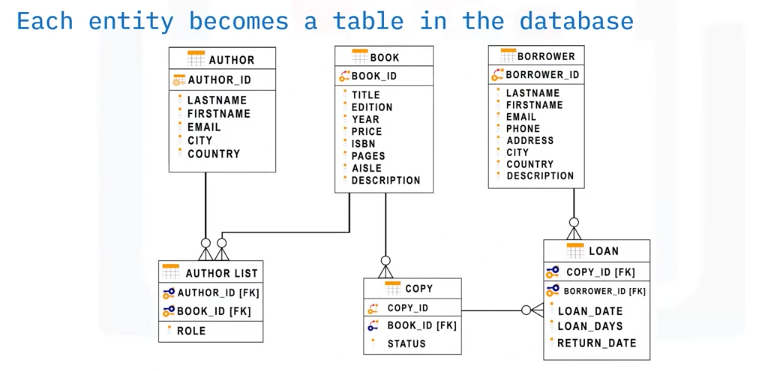 Each entity becomes a table in the database
AUTHOR
AUTHOR_ID
LASTNAME
FIRSTNAME
EMAIL
CITY
COUNTRY
BOOK
BOOK_ID
TITLE
EDITION
YEAR
PRICE
ISBN
PAGES
AISLE
DESCRIPTION
BORROWER
BORROWER_ID
LASTNAME
FIRSTNAME
EMAIL
PHONE
ADDRESS
CITY
COUNTRY
DESCRIPTION
AUTHOR LIST
AUTHOR_ID [FK]
BOOK_ID [FK]
ROLE
COPY
COPY_ID
BOOK_ID [FK]
STATUS
LOAN
COPY_ID [FK]
BORROWER_ID [FK]
LOAN_DATE
LOAN_DAYS
RETURN_DATE